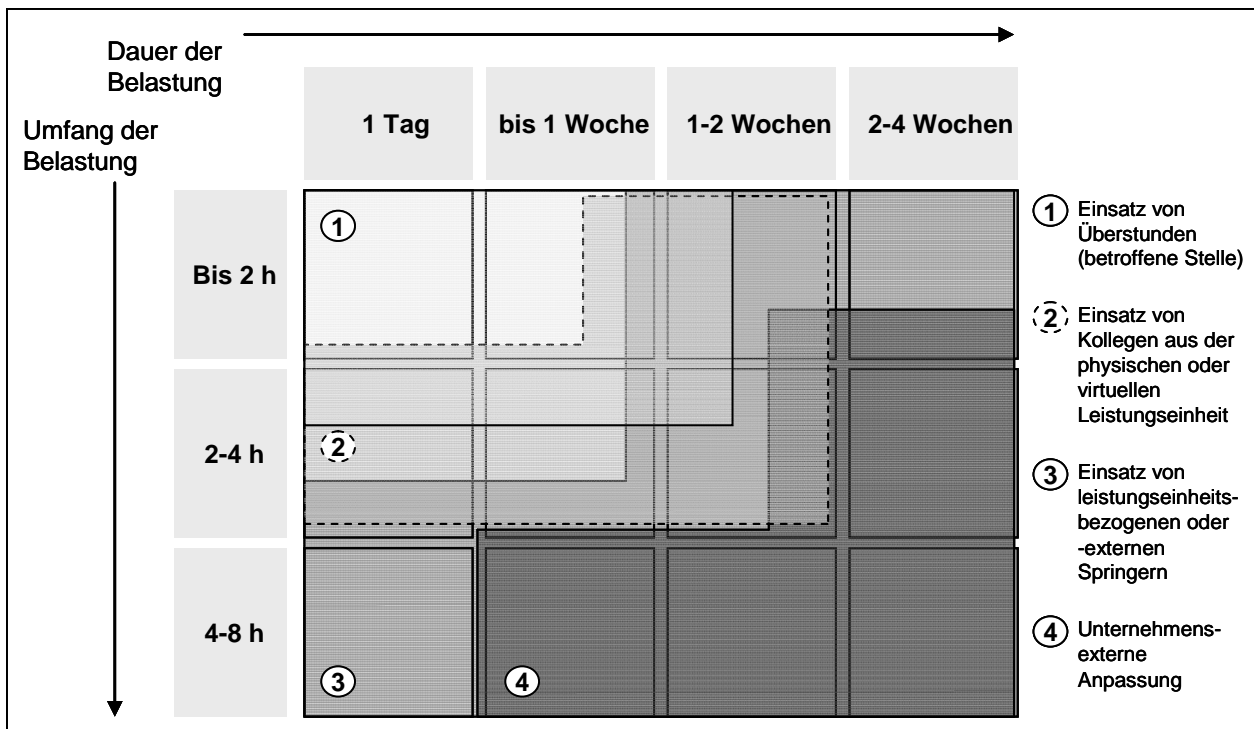 Dauer der
Belastung
Umfang der
Belastung
1 Tag
bis 1 Woche
1-2 Wochen
2-4 Wochen
Bis 2 h
2-4 h
4-8 h
1
2
3
4
1 Einsatz von
Überstunden
(betroffene Stelle)
2 Einsatz von
Kollegen aus der
physischen oder
virtuellen
Leistungseinheit
3 Einsatz von
leistungseinheits-
bezogenen oder
-externen
Springern
4 Unternehmens-
externe
Anpassung